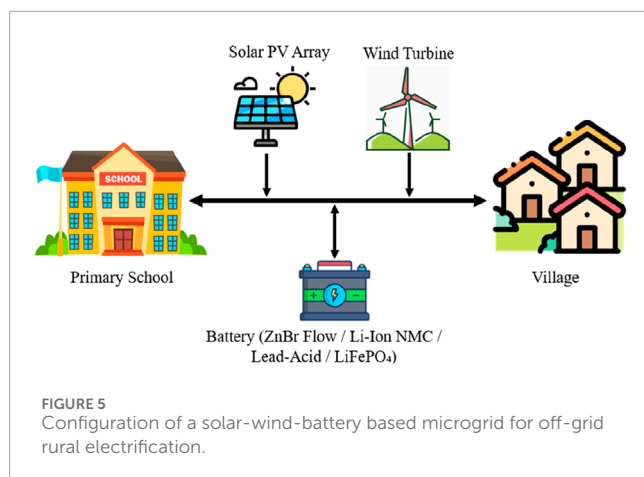 Solar PV Array
Wind Turbine
SCHOOL
Primary School
Village
Battery (ZnBr Flow / Li-Ion NMC /
Lead-Acid / LiFePO₄)
FIGURE 5
Configuration of a solar-wind-battery based microgrid for off-grid
rural electrification.